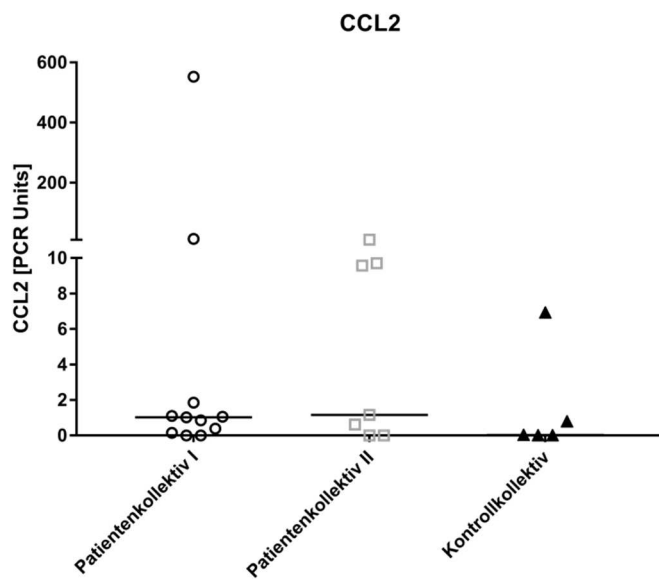 CCL2
CCL2 [PCR Units]
600
400
200
10
8
6
4
2
0
Patientenkollektiv I
Patientenkollektiv II
Kontrollkollektiv